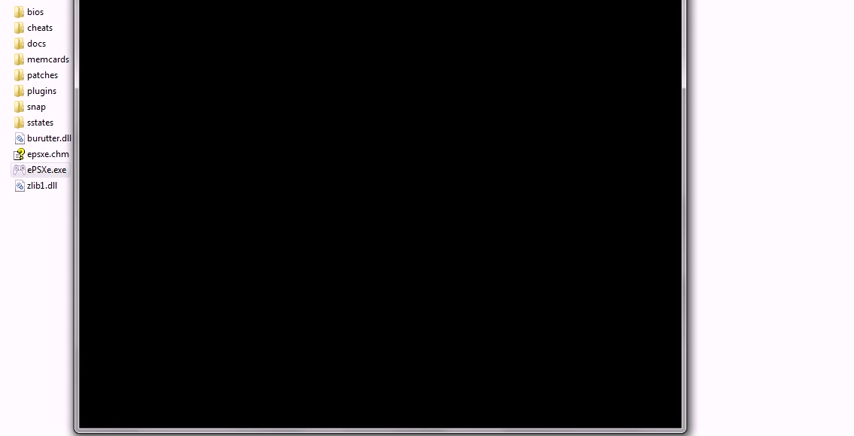 bios
cheats
docs
memcards
patches
plugins
snap
sstates
burutter.dll
epsxe.chm
ePSXe.exe
zlib1.dll